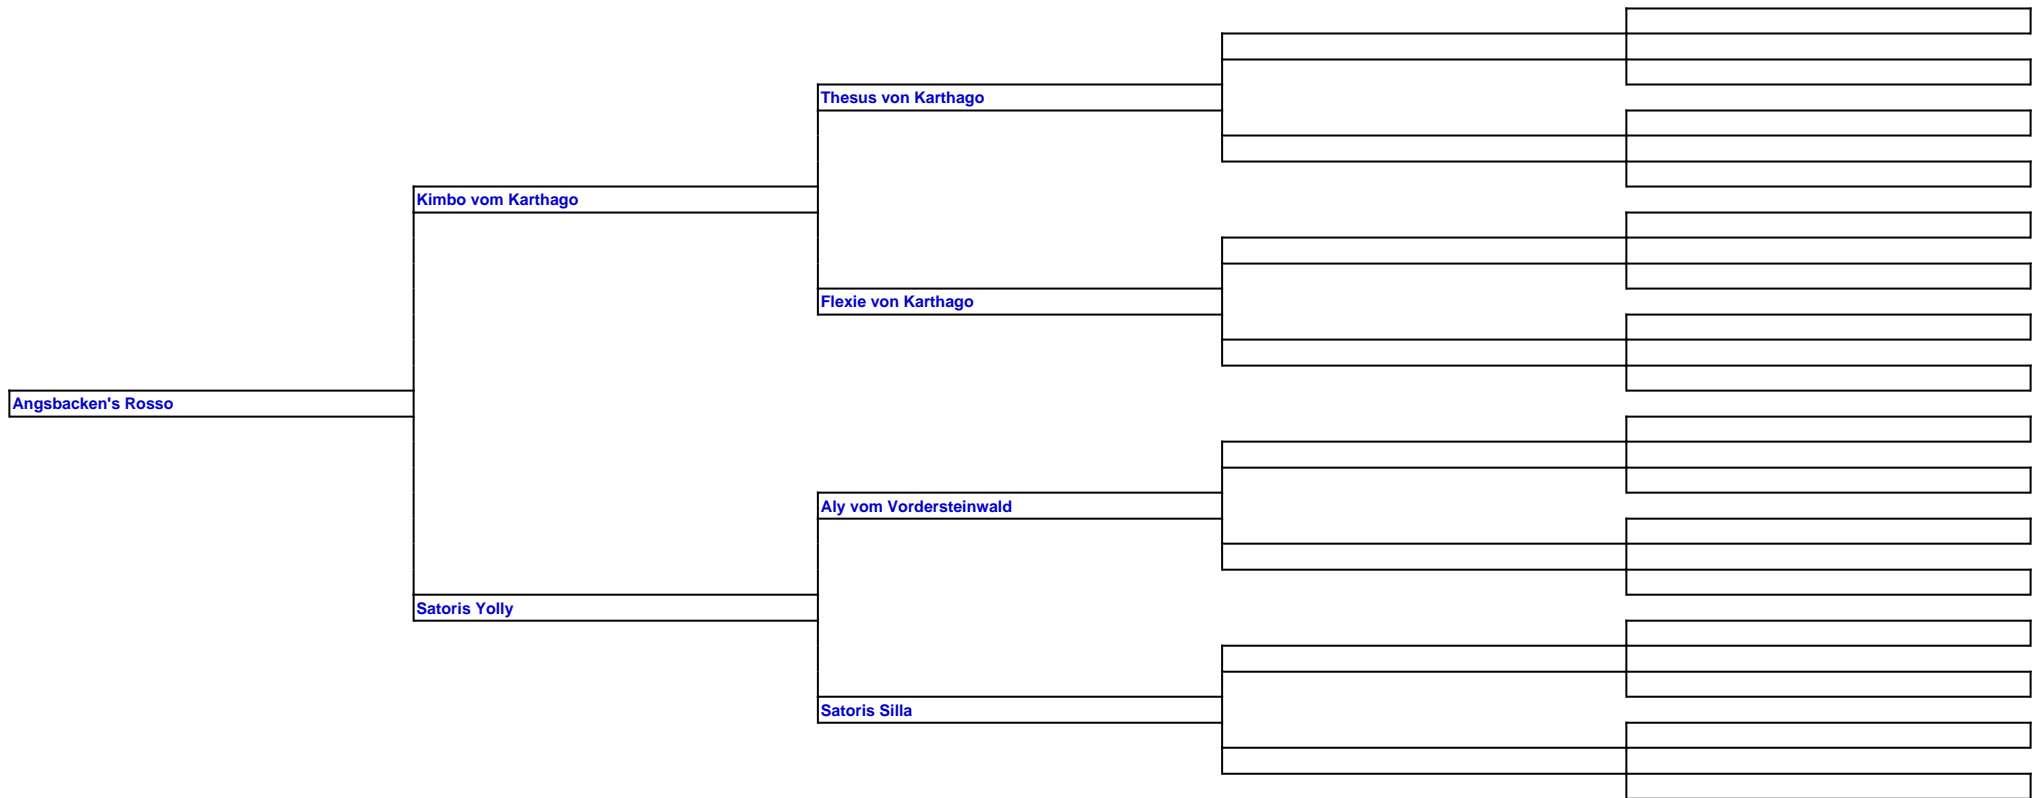 Thesus von Karthago
Kimbo vom Karthago
Flexie von Karthago
Angsbacken's Rosso
Aly vom Vordersteinwald
Satoris Yolly
Satoris Silla